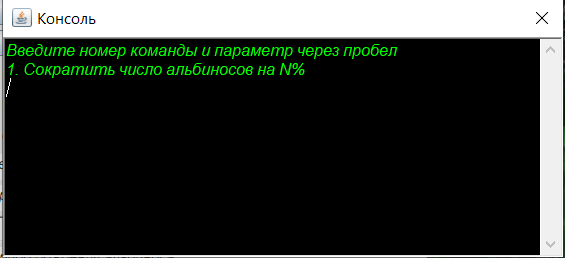 Консоль
Введите номер команды и параметр через пробел
1. Сократить число альбиносов на N%